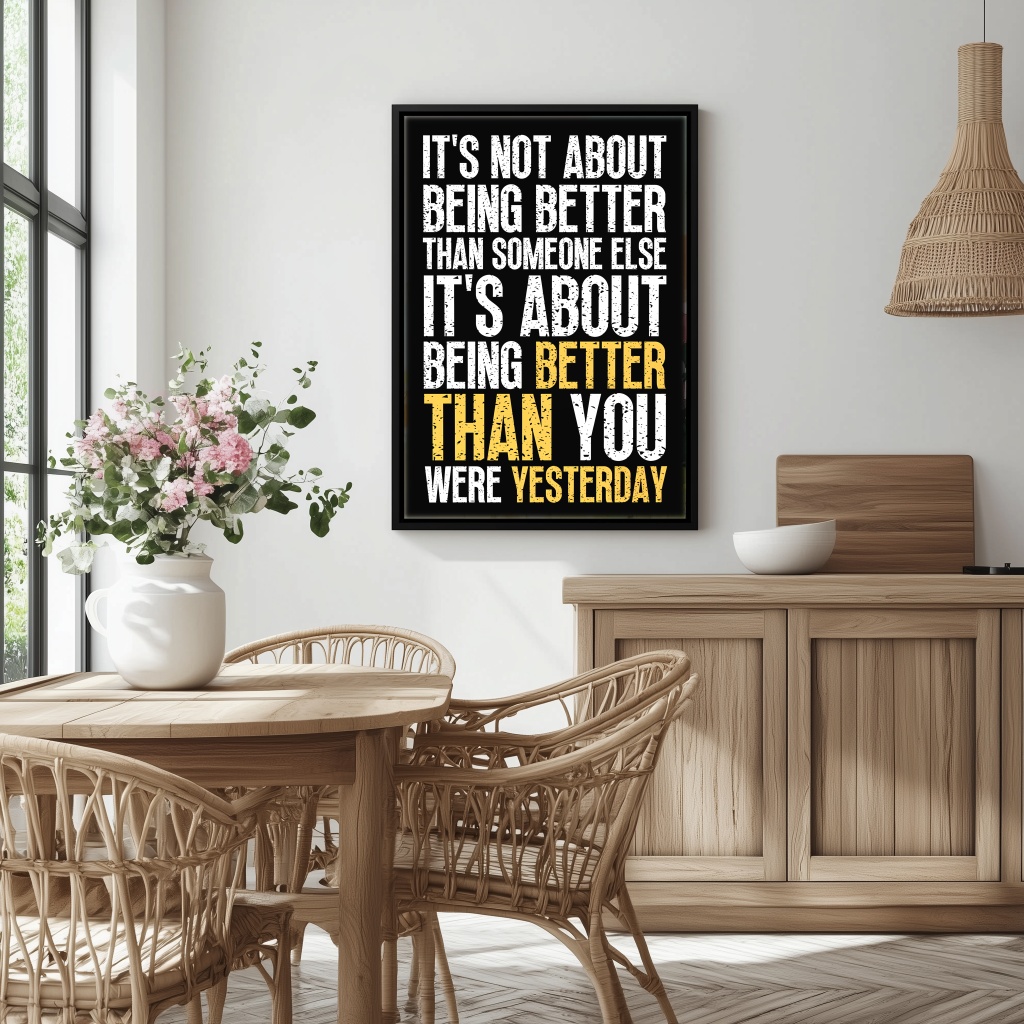 IT'S NOT ABOUT
BEING BETTER
THAN SOMEONE ELSE
IT'S ABOUT
BEING BETTER
THAN YOU
WERE YESTERDAY